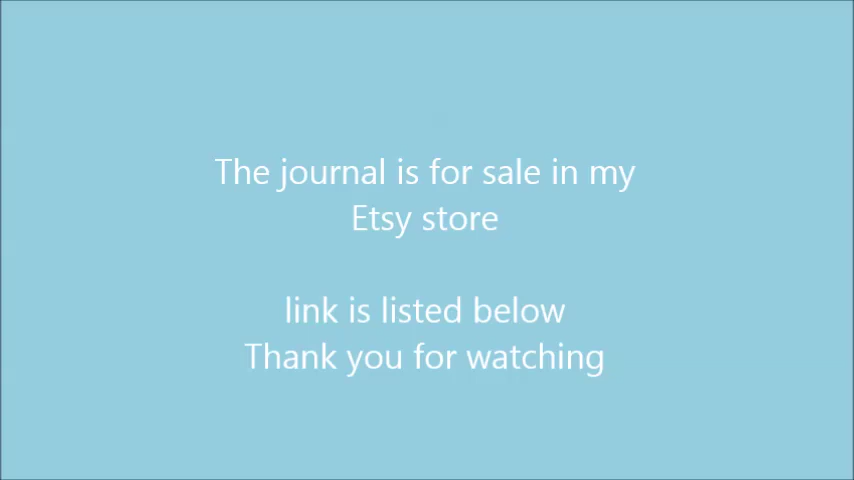 The journal is for sale in my
Etsy store
link is listed below
Thank you for watching